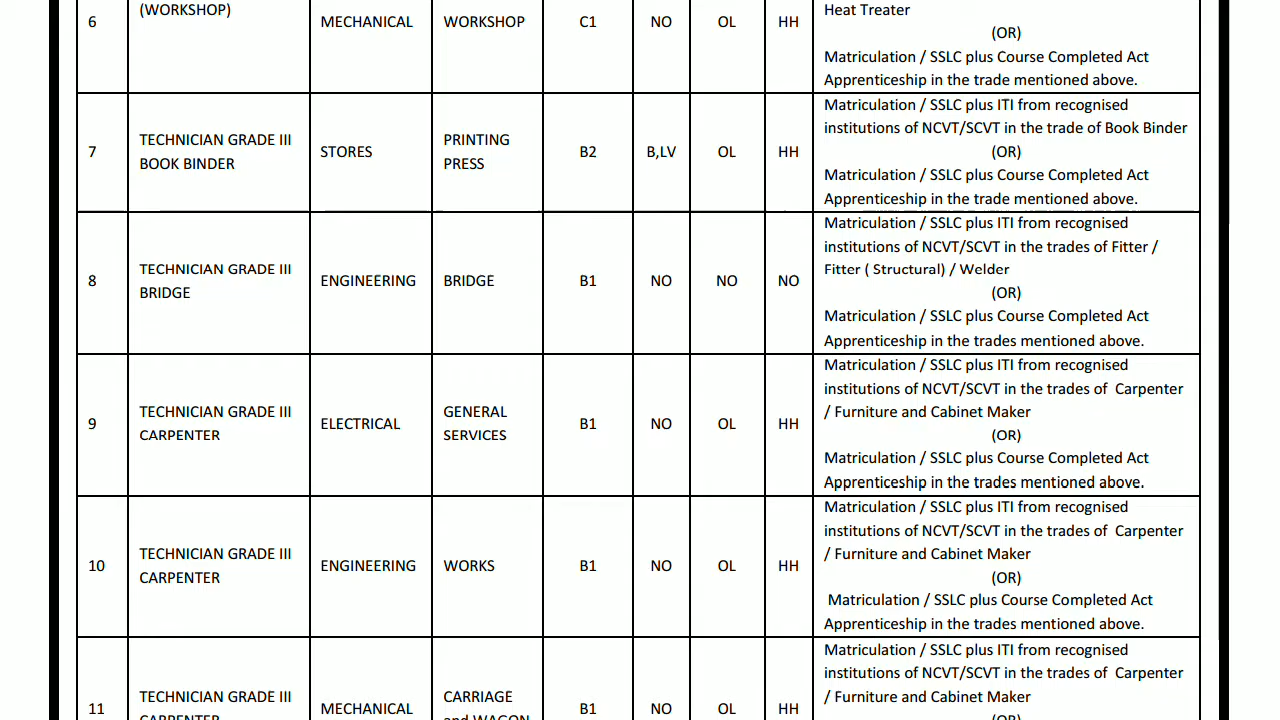 6
(WORKSHOP)
MECHANICAL
WORKSHOP
C1
NO
OL
HH
Heat Treater
(OR)
Matriculation / SSLC plus Course Completed Act
Apprenticeship in the trade mentioned above.
7
TECHNICIAN GRADE III
BOOK BINDER
STORES
PRINTING
PRESS
B2
B,LV
OL
HH
Matriculation / SSLC plus ITI from recognised
institutions of NCVT/SCVT in the trade of Book Binder
(OR)
Matriculation / SSLC plus Course Completed Act
Apprenticeship in the trade mentioned above.
8
TECHNICIAN GRADE III
BRIDGE
ENGINEERING
BRIDGE
B1
NO
NO
NO
Matriculation / SSLC plus ITI from recognised
institutions of NCVT/SCVT in the trades of Fitter /
Fitter ( Structural) / Welder
(OR)
Matriculation / SSLC plus Course Completed Act
Apprenticeship in the trades mentioned above.
9
TECHNICIAN GRADE III
CARPENTER
ELECTRICAL
GENERAL
SERVICES
B1
NO
OL
HH
Matriculation / SSLC plus ITI from recognised
institutions of NCVT/SCVT in the trades of  Carpenter
/ Furniture and Cabinet Maker
(OR)
Matriculation / SSLC plus Course Completed Act
Apprenticeship in the trades mentioned above.
10
TECHNICIAN GRADE III
CARPENTER
ENGINEERING
WORKS
B1
NO
OL
HH
Matriculation / SSLC plus ITI from recognised
institutions of NCVT/SCVT in the trades of  Carpenter
/ Furniture and Cabinet Maker
(OR)
Matriculation / SSLC plus Course Completed Act
Apprenticeship in the trades mentioned above.
11
TECHNICIAN GRADE III
CARPENTER
MECHANICAL
CARRIAGE
and WAGON
B1
NO
OL
HH
Matriculation / SSLC plus ITI from recognised
institutions of NCVT/SCVT in the trades of  Carpenter
/ Furniture and Cabinet Maker
(OR)